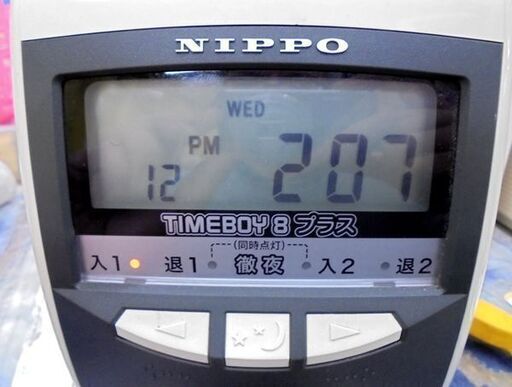 NIPPO
WED
12 PM 207
TIMEBOY 8 プラス
(同時点灯)
入1 退1 徹夜 入2 退2